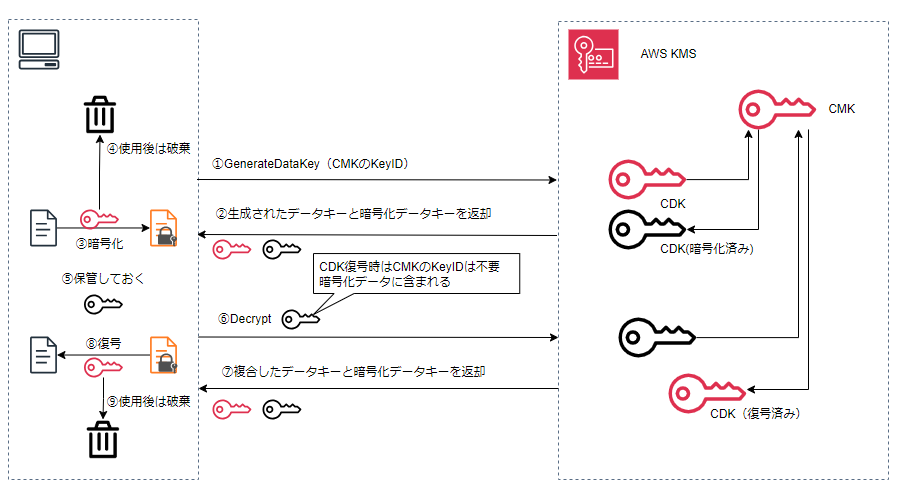 AWS KMS
CMK
④使用後は破棄
①GenerateDataKey（CMKのKeyID）
CDK
②生成されたデータキーと暗号化データキーを返却
③暗号化
CDK(暗号化済み)
CDK復号時はCMKのKeyIDは不要
暗号化データに含まれる
⑤保管しておく
⑥Decrypt
⑧復号
⑦複合したデータキーと暗号化データキーを返却
⑨使用後は破棄
CDK（復号済み）